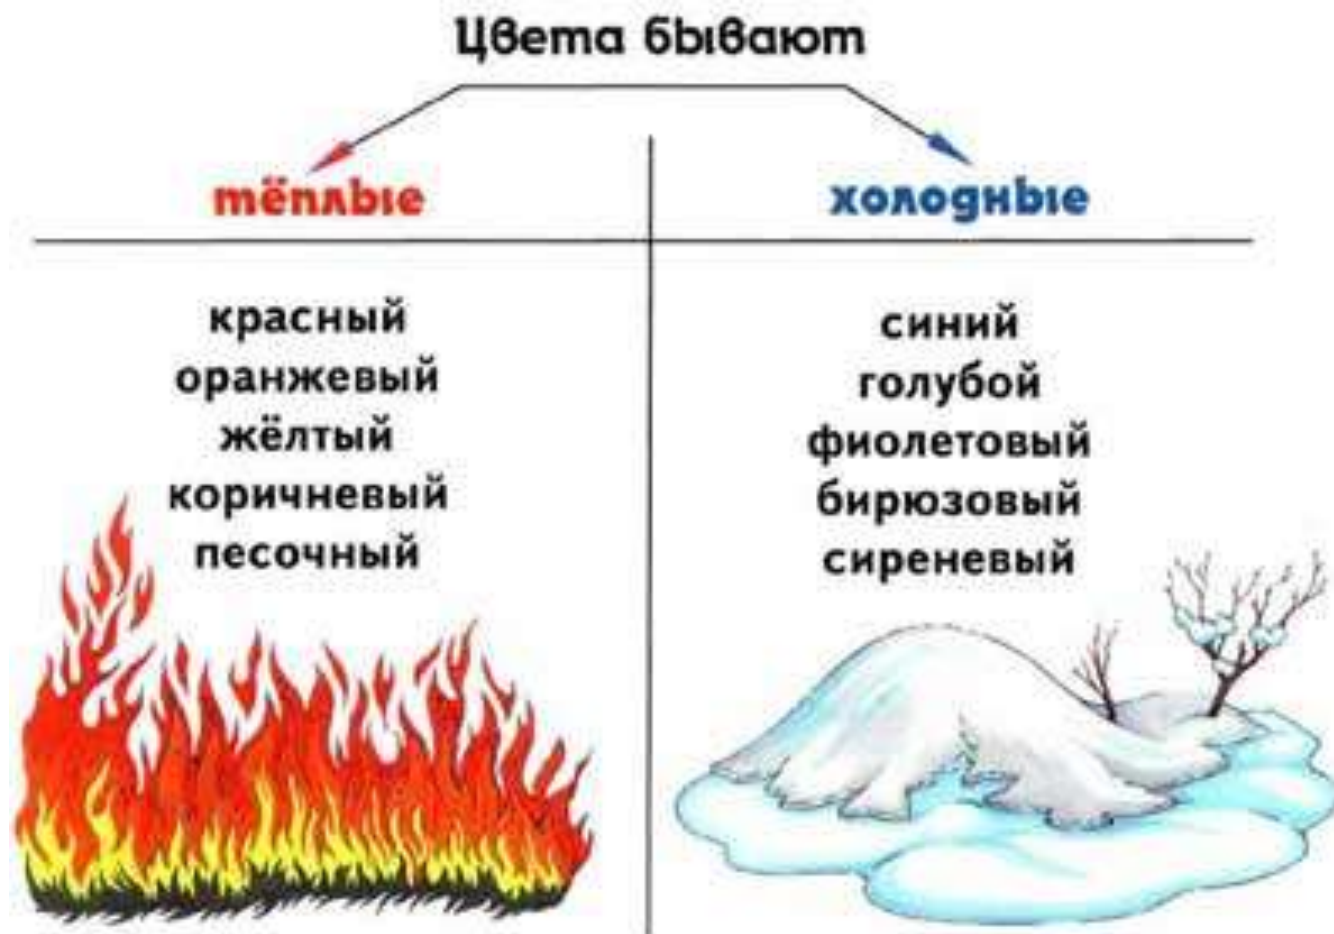 Цвета бывают
тёплые
холодные
красный
оранжевый
жёлтый
коричневый
песочный
синий
голубой
фиолетовый
бирюзовый
сиреневый